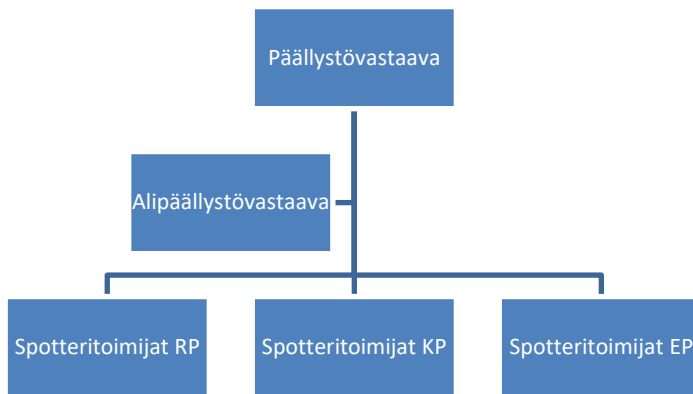 Päällystövastaava
Alipäällystövastaava
Spotteritoimijat RP
Spotteritoimijat KP
Spotteritoimijat EP